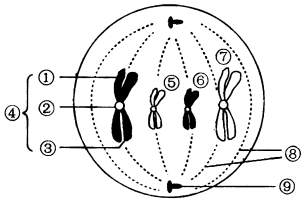 ① ⑤ ⑥ ⑦
④ ②
③ ⑧
⑨